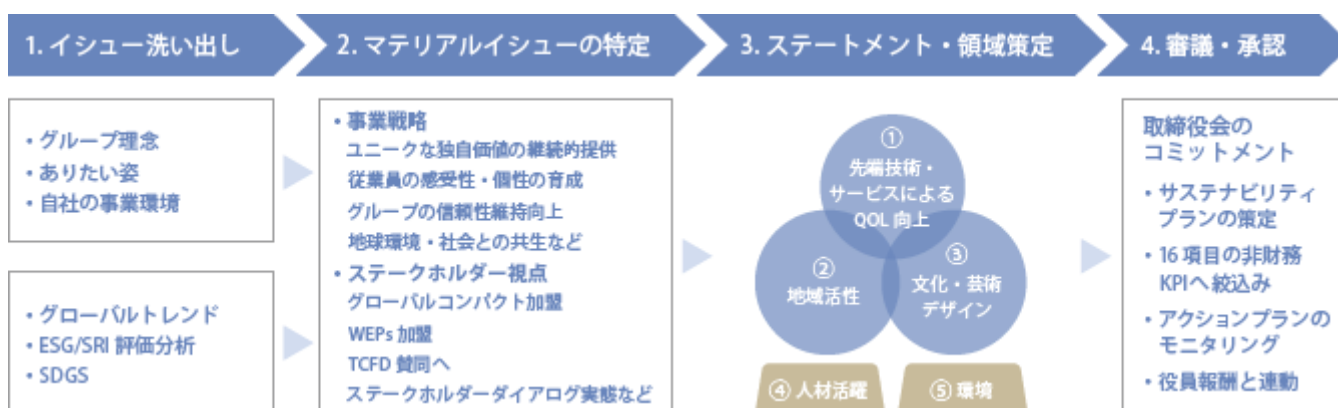 1. イシュー洗い出し
2. マテリアルイシューの特定
3. ステートメント・領域策定
4. 審議・承認
・グループ理念
・ありたい姿
・自社の事業環境
・グローバルトレンド
・ESG/SRI 評価分析
・SDGS
・事業戦略
ユニークな独自価値の継続的提供
従業員の感受性・個性の育成
グループの信頼性維持向上
地球環境・社会との共生など
・ステークホルダー視点
グローバルコンパクト加盟
WEPs 加盟
TCFD 賛同へ
ステークホルダーダイアログ実態など
①
先端技術・
サービスによる
QOL 向上
②
地域活性
③
文化・芸術
デザイン
④ 人材活躍
⑤ 環境
取締役会の
コミットメント
・サステナビリティ
プランの策定
・16 項目の非財務
KPIへ絞込み
・アクションプランの
モニタリング
・役員報酬と連動